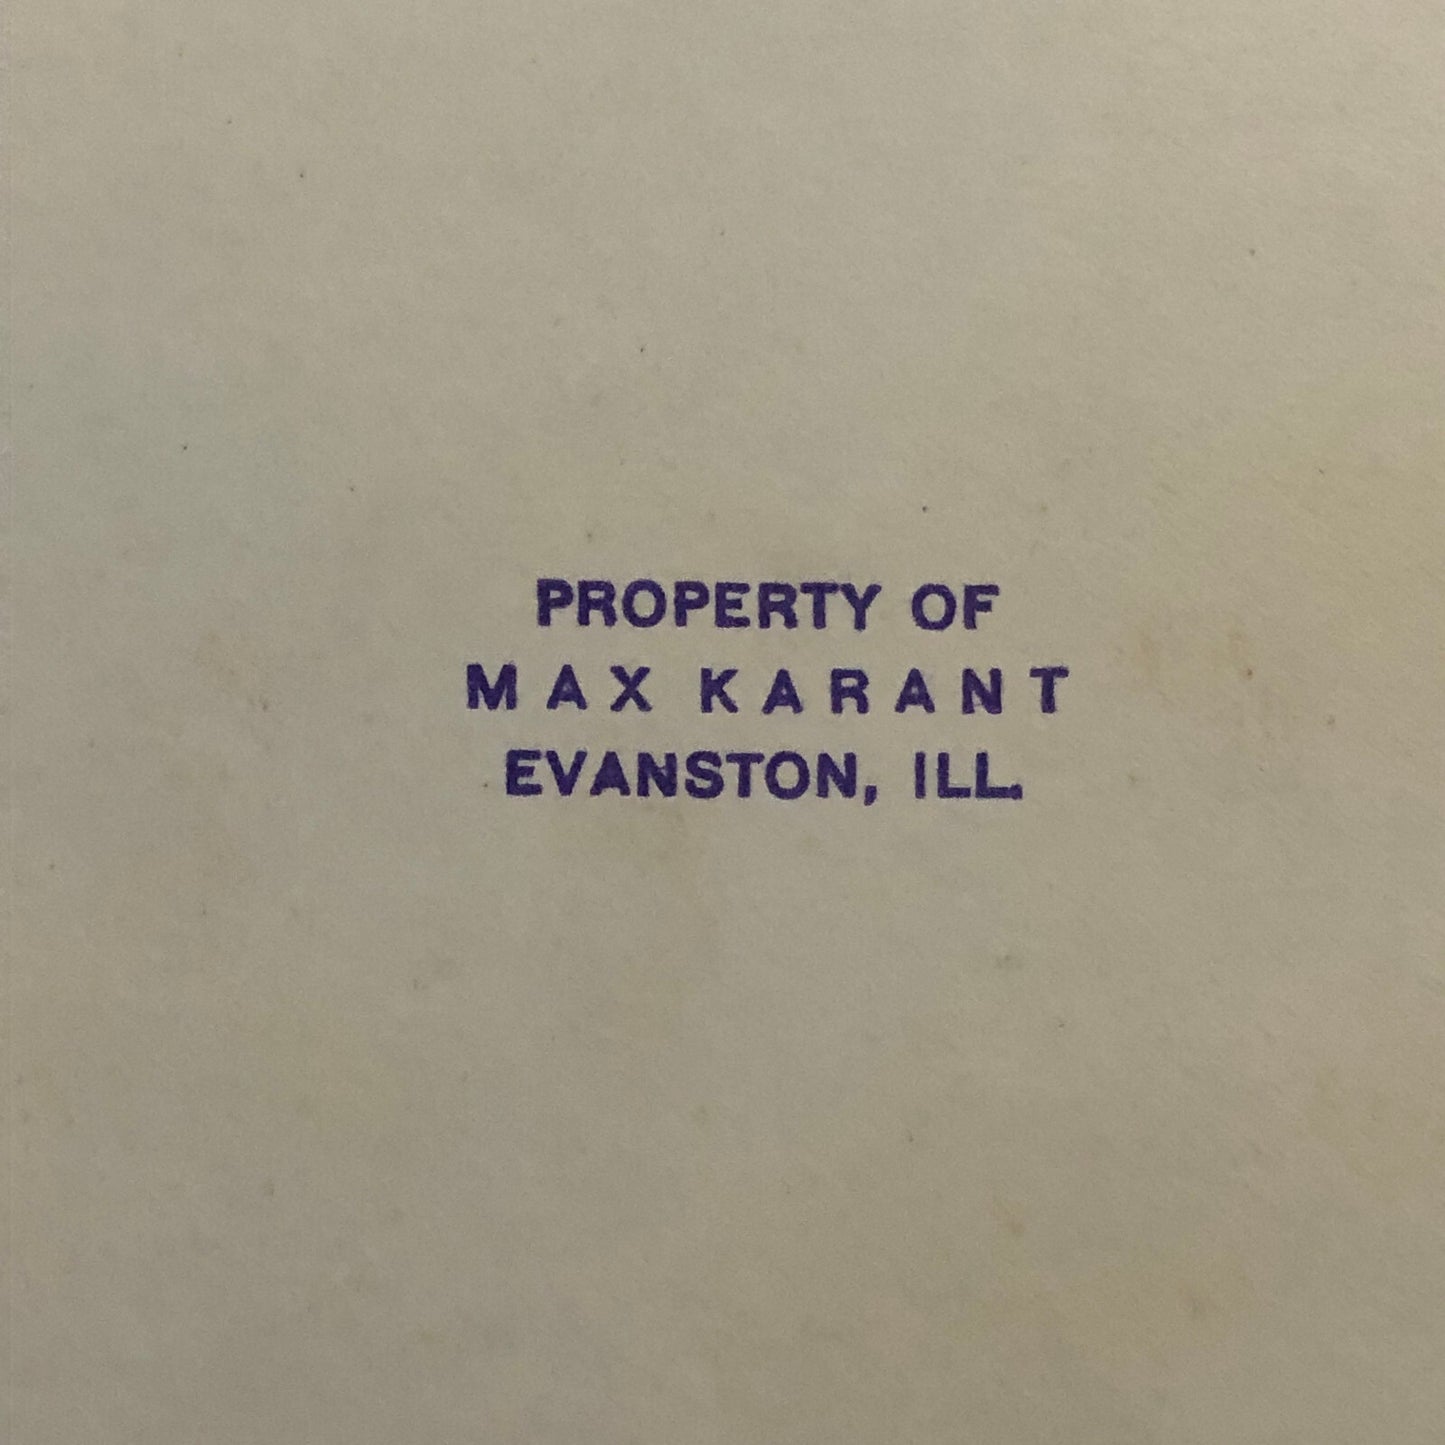 PROPERTY OF
MAX KARANT
EVANSTON, ILL.